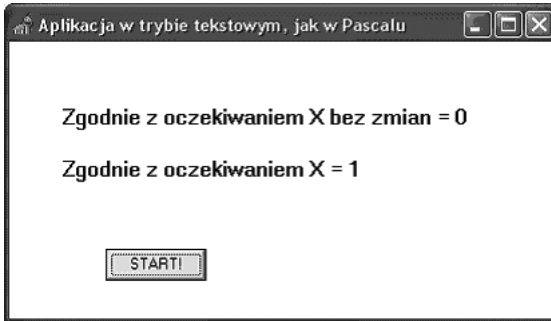 Aplikacja w trybie tekstowym, jak w Pascalu
Zgodnie z oczekiwaniem X bez zmian = 0
Zgodnie z oczekiwaniem X = 1
START!